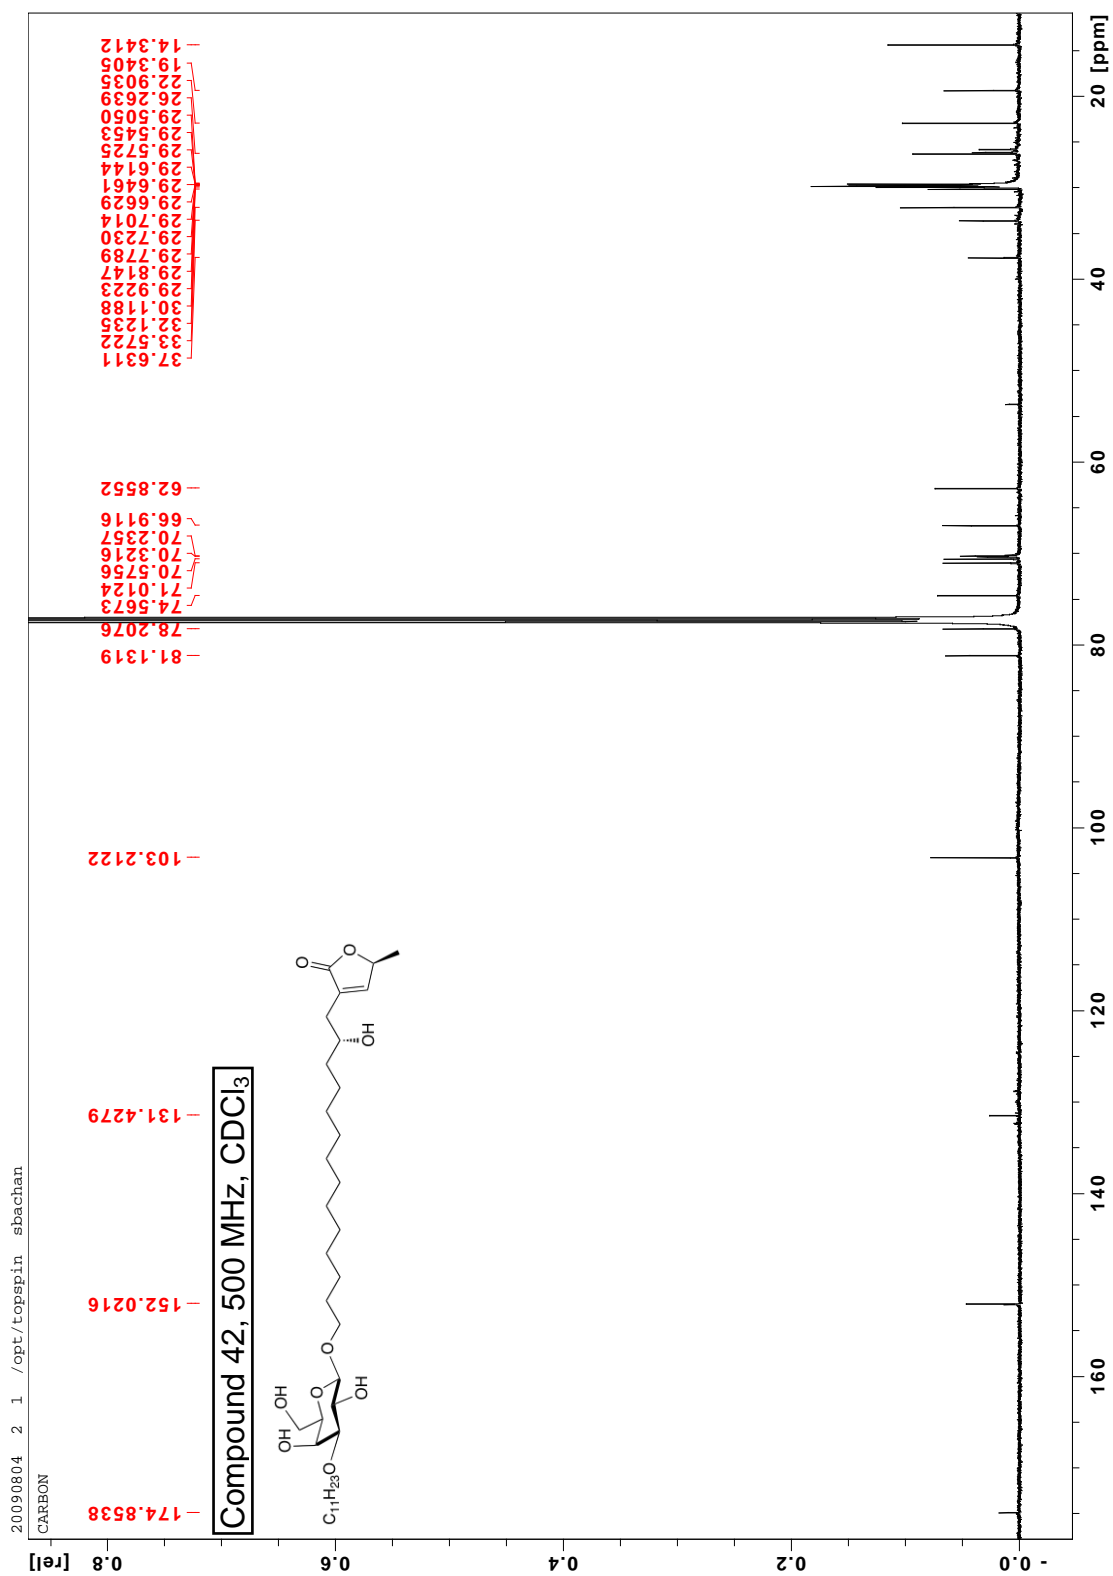 20090804 2 1 /opt/topspin sbachan
CARBON
174.8538
152.0216
131.4279
103.2122
81.1319
78.2076
74.5673
71.0124
70.5756
70.3216
70.2357
66.9116
62.8552
37.6311
33.5722
32.1235
30.1188
29.9223
29.8147
29.7789
29.7230
29.7014
29.6629
29.6461
29.6144
29.5725
29.5453
29.5050
26.2639
22.9035
19.3405
14.3412
Compound 42, 500 MHz, CDCl₃
OH
OH
O
C₁₁H₂₃O
OH
O
OH
O
O
[rel]
0.8
0.6
0.4
0.2
- 0.0
160 140 120 100 80 60 40 20 [ppm]